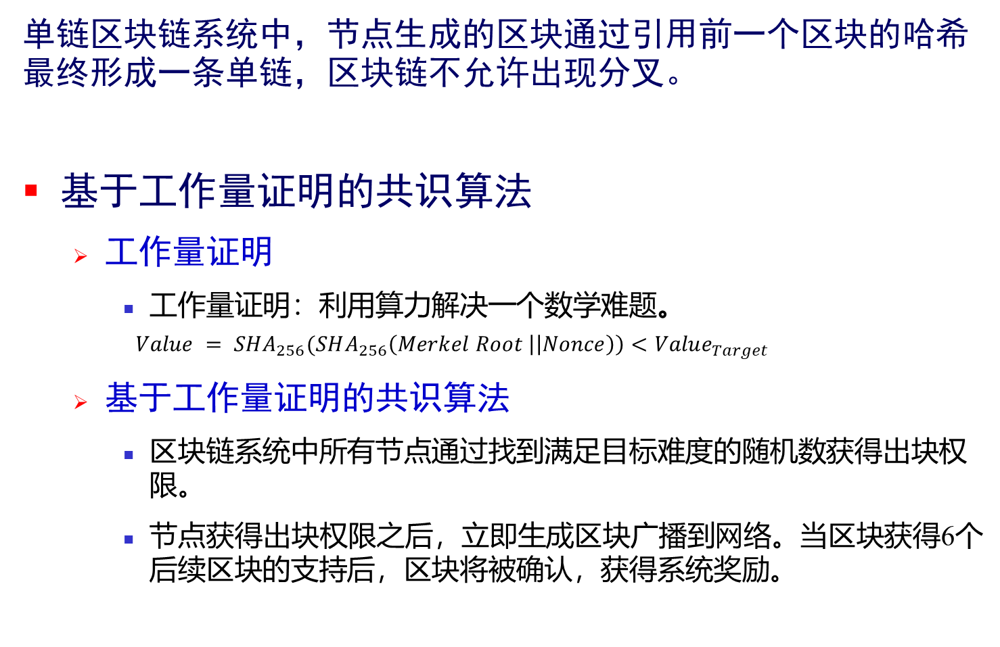 单链区块链系统中，节点生成的区块通过引用前一个区块的哈希
最终形成一条单链，区块链不允许出现分叉。
基于工作量证明的共识算法
工作量证明
工作量证明：利用算力解决一个数学难题。
Value = SHA₂₅₆(SHA₂₅₆(Merkel Root ||Nonce)) < Value_Target
基于工作量证明的共识算法
区块链系统中所有节点通过找到满足目标难度的随机数获得出块权
限。
节点获得出块权限之后，立即生成区块广播到网络。当区块获得6个
后续区块的支持后，区块将被确认，获得系统奖励。